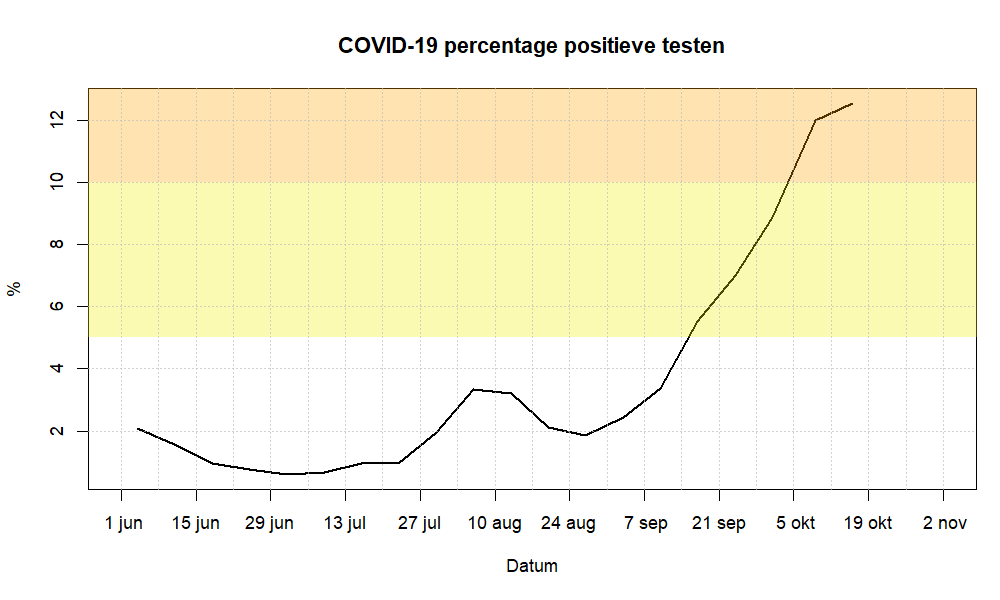 COVID-19 percentage positieve testen
%
12
10
8
6
4
2
1 jun 15 jun 29 jun 13 jul 27 jul 10 aug 24 aug 7 sep 21 sep 5 okt 19 okt 2 nov
Datum